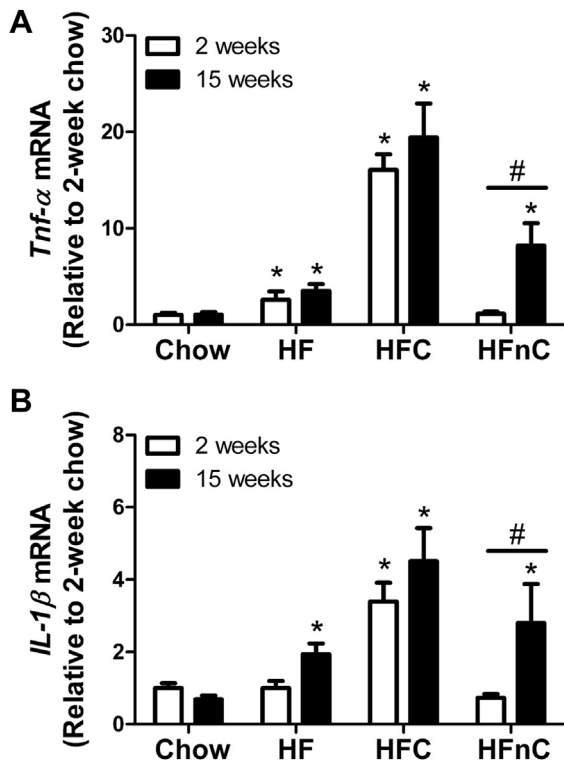 A
Tnf-α mRNA
(Relative to 2-week chow)
30
20
10
0
2 weeks
15 weeks
*
*
*
*
#
*
Chow HF HFC HFnC
B
IL-1β mRNA
(Relative to 2-week chow)
8
6
4
2
0
2 weeks
15 weeks
*
*
*
#
*
Chow HF HFC HFnC